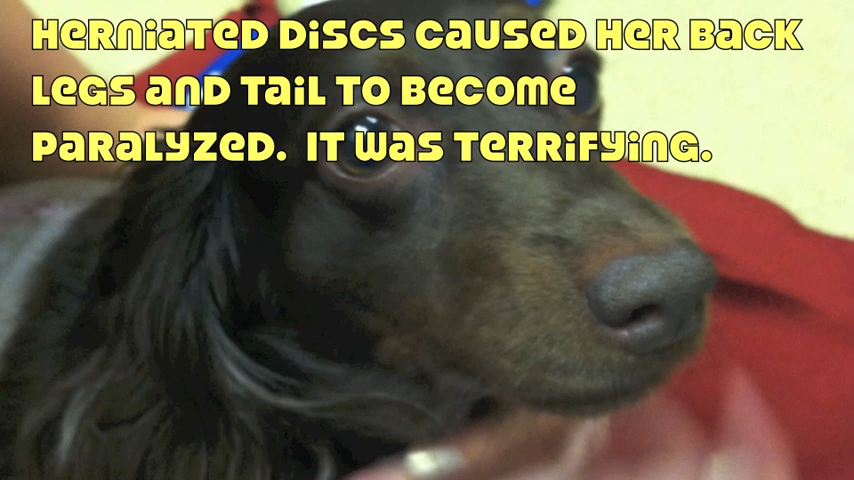 Herniated discs caused her back
legs and tail to become
paralyzed.  It was terrifying.